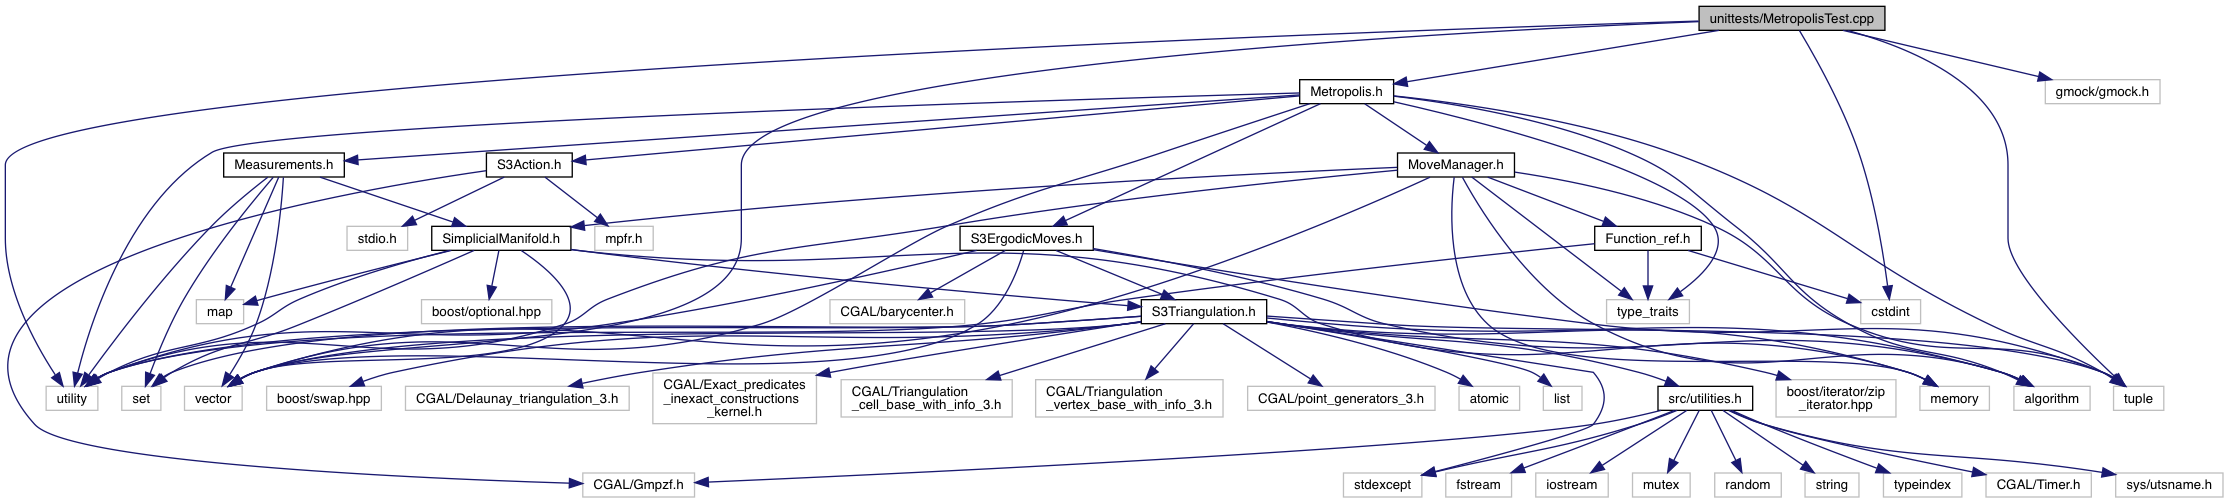 unittests/MetropolisTest.cpp
Metropolis.h
gmock/gmock.h
Measurements.h
S3Action.h
MoveManager.h
stdio.h
SimplicialManifold.h
mpfr.h
S3ErgodicMoves.h
Function_ref.h
map
boost/optional.hpp
CGAL/barycenter.h
S3Triangulation.h
type_traits
cstdint
utility
set
vector
boost/swap.hpp
CGAL/Delaunay_triangulation_3.h
CGAL/Exact_predicates
_inexact_constructions
_kernel.h
CGAL/Triangulation
_cell_base_with_info_3.h
CGAL/Triangulation
_vertex_base_with_info_3.h
CGAL/point_generators_3.h
atomic
list
src/utilities.h
boost/iterator/zip
_iterator.hpp
memory
algorithm
tuple
CGAL/Gmpzf.h
stdexcept
fstream
iostream
mutex
random
string
typeindex
CGAL/Timer.h
sys/utsname.h